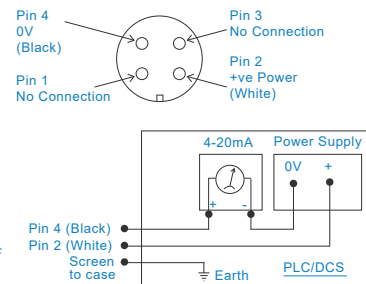 Pin 4
0V
(Black)
Pin 3
No Connection
Pin 1
No Connection
Pin 2
+ve Power
(White)
4-20mA
Power Supply
0V
+
+
-
Pin 4 (Black)
Pin 2 (White)
Screen
to case
Earth
PLC/DCS